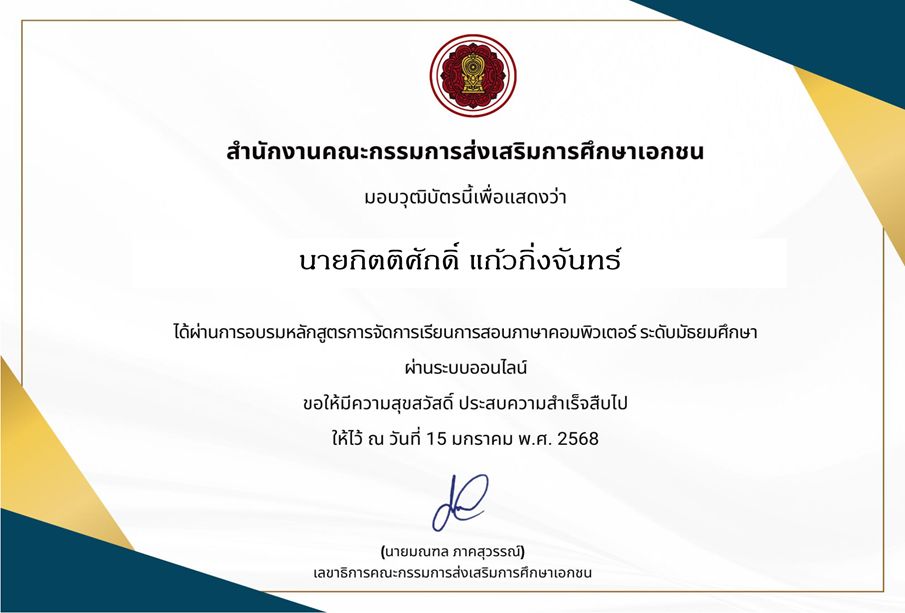 สำนักงานคณะกรรมการส่งเสริมการศึกษาเอกชน
มอบวุฒิบัตรนี้เพื่อแสดงว่า
นายกิตติศักดิ์ แก้วกิ่งจันทร์
ได้ผ่านการอบรมหลักสูตรการจัดการเรียนการสอนภาษาคอมพิวเตอร์ ระดับมัธยมศึกษา
ผ่านระบบออนไลน์
ขอให้มีความสุขสวัสดิ์ ประสบความสำเร็จสืบไป
ให้ไว้ ณ วันที่ 15 มกราคม พ.ศ. 2568
(นายมณฑล ภาคสุวรรณ์)
เลขาธิการคณะกรรมการส่งเสริมการศึกษาเอกชน